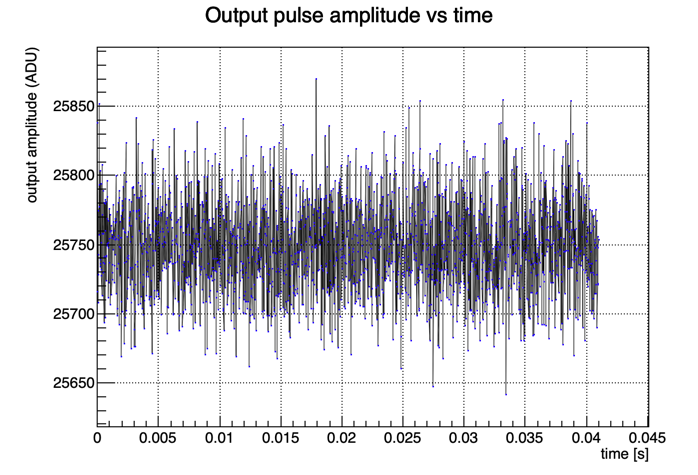 Output pulse amplitude vs time
output amplitude (ADU)
25850
25800
25750
25700
25650
0 0.005 0.01 0.015 0.02 0.025 0.03 0.035 0.04 0.045
time [s]